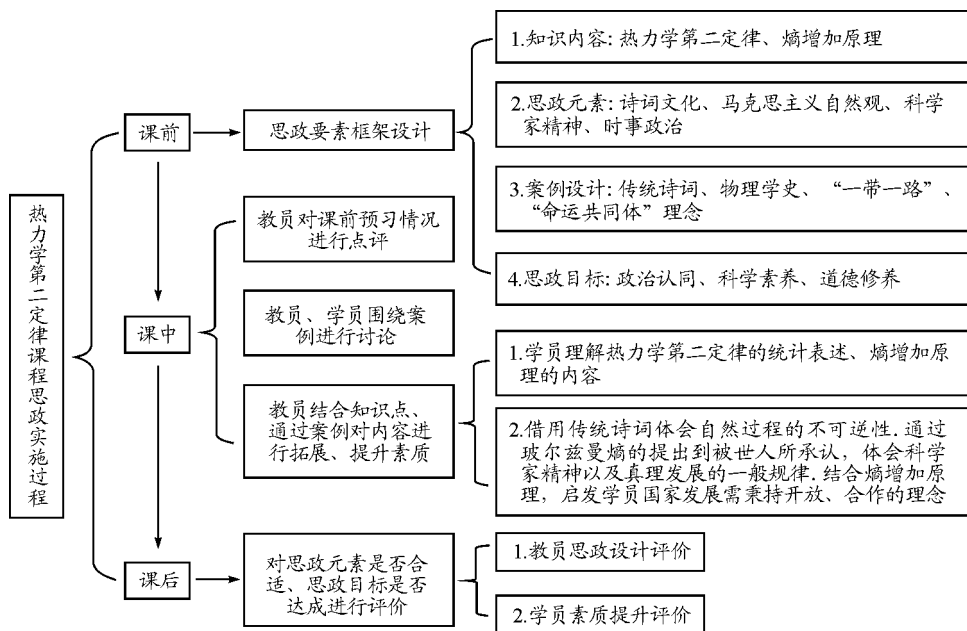 热力学第二定律课程思政实施过程
课前
思政要素框架设计
1.知识内容: 热力学第二定律、熵增加原理
2.思政元素: 诗词文化、马克思主义自然观、科学
家精神、时事政治
3.案例设计: 传统诗词、物理学史、“一带一路”、
“命运共同体”理念
4.思政目标: 政治认同、科学素养、道德修养
课中
教员对课前预习情况
进行点评
教员、学员围绕案
例进行讨论
教员结合知识点、
通过案例对内容进
行拓展、提升素质
1.学员理解热力学第二定律的统计表述、熵增加原
理的内容
2.借用传统诗词体会自然过程的不可逆性.通过
玻尔兹曼熵的提出到被世人所承认, 体会科学
家精神以及真理发展的一般规律.结合熵增加原
理, 启发学员国家发展需秉持开放、合作的理念
课后
对思政元素是否合
适、思政目标是否
达成进行评价
1.教员思政设计评价
2.学员素质提升评价